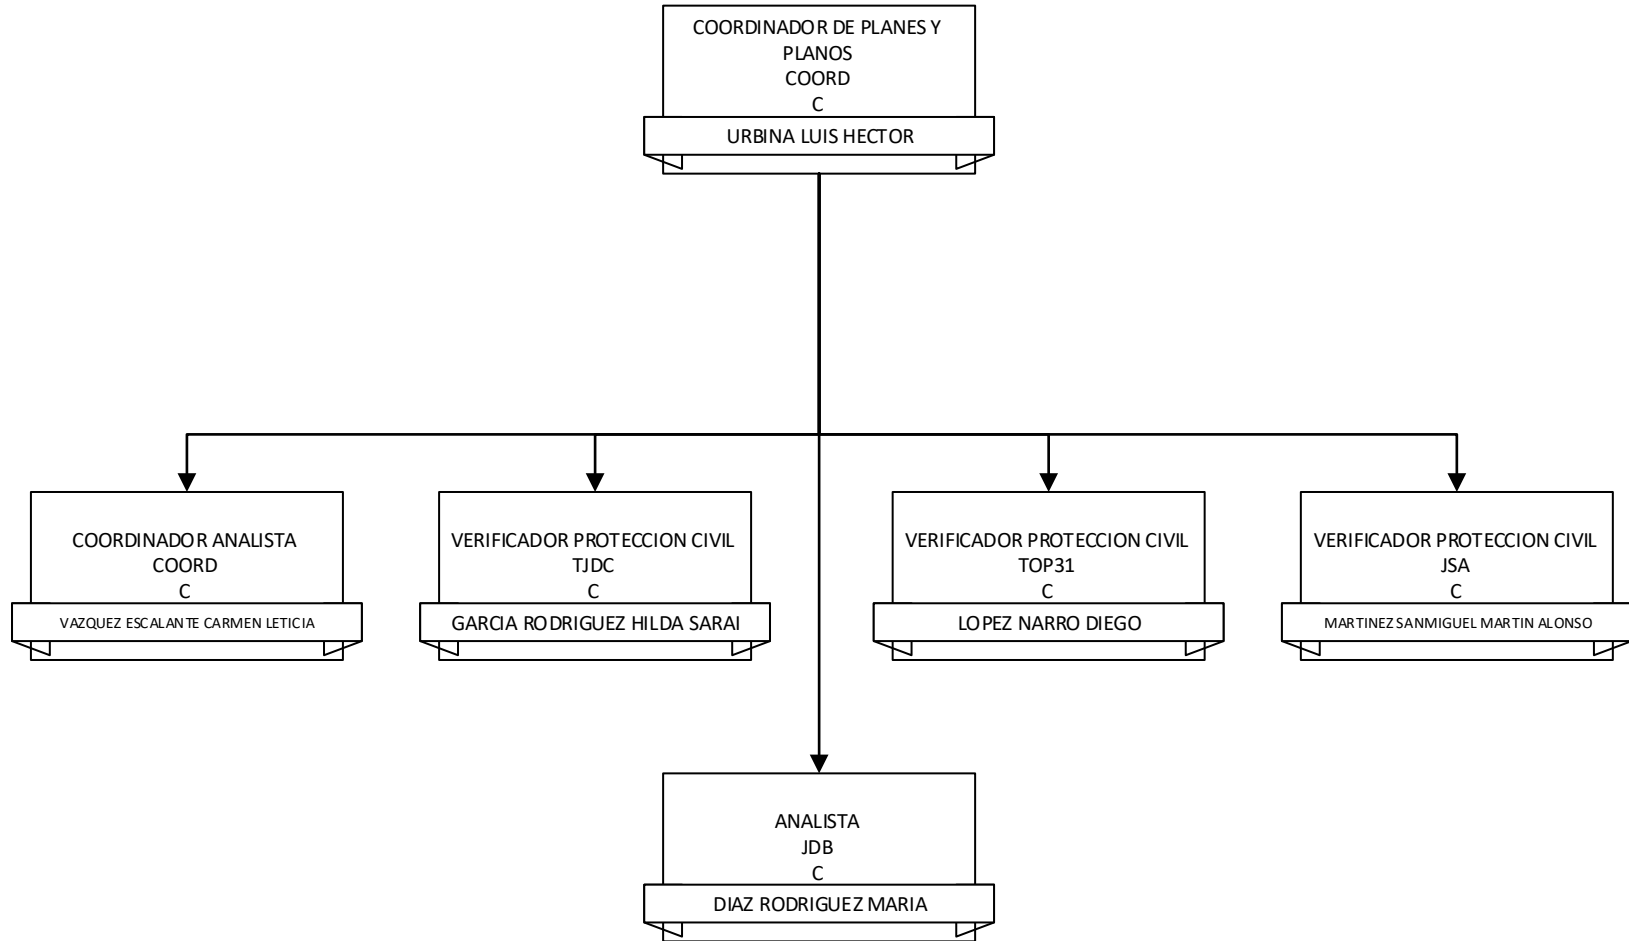 COORDINADOR DE PLANES Y
PLANOS
COORD
C
URBINA LUIS HECTOR
COORDINADOR ANALISTA
COORD
C
VAZQUEZ ESCALANTE CARMEN LETICIA
VERIFICADOR PROTECCION CIVIL
TJDC
C
GARCIA RODRIGUEZ HILDA SARAI
VERIFICADOR PROTECCION CIVIL
TOP31
C
LOPEZ NARRO DIEGO
VERIFICADOR PROTECCION CIVIL
JSA
C
MARTINEZ SANMIGUEL MARTIN ALONSO
ANALISTA
JDB
C
DIAZ RODRIGUEZ MARIA